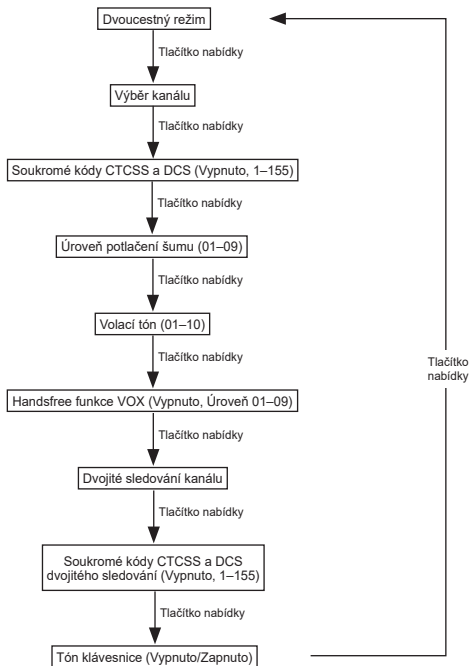 Dvoucestný režim
Tlačítko nabídky
Výběr kanálu
Tlačítko nabídky
Soukromé kódy CTCSS a DCS (Vypnuto, 1–155)
Tlačítko nabídky
Úroveň potlačení šumu (01–09)
Tlačítko nabídky
Volací tón (01–10)
Tlačítko nabídky
Handsfree funkce VOX (Vypnuto, Úroveň 01–09)
Tlačítko nabídky
Dvojité sledování kanálu
Tlačítko nabídky
Soukromé kódy CTCSS a DCS
dvojitého sledování (Vypnuto, 1–155)
Tlačítko nabídky
Tón klávesnice (Vypnuto/Zapnuto)
Tlačítko
nabídky